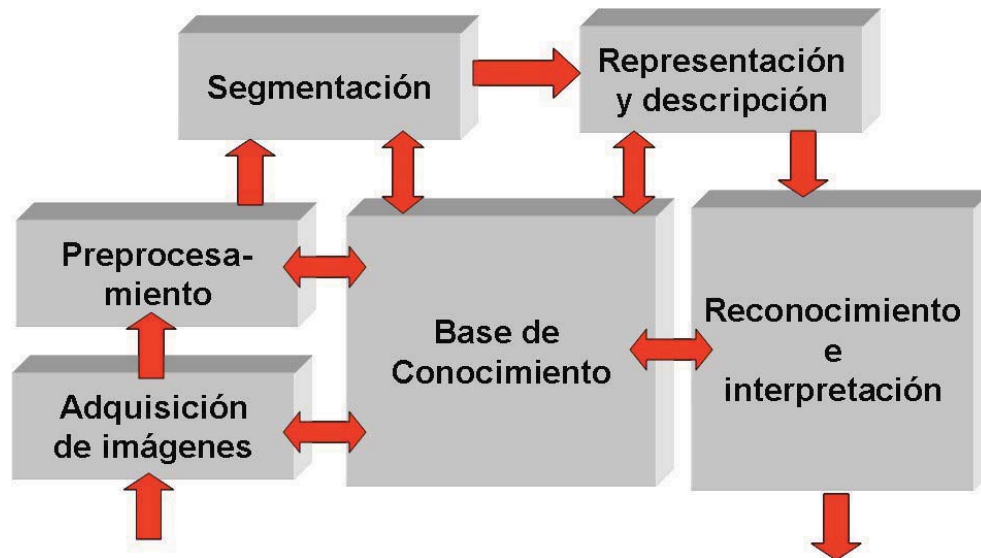 Segmentación
Representación
y descripción
Preprocesa-
miento
Base de
Conocimiento
Reconocimiento
e
interpretación
Adquisición
de imágenes